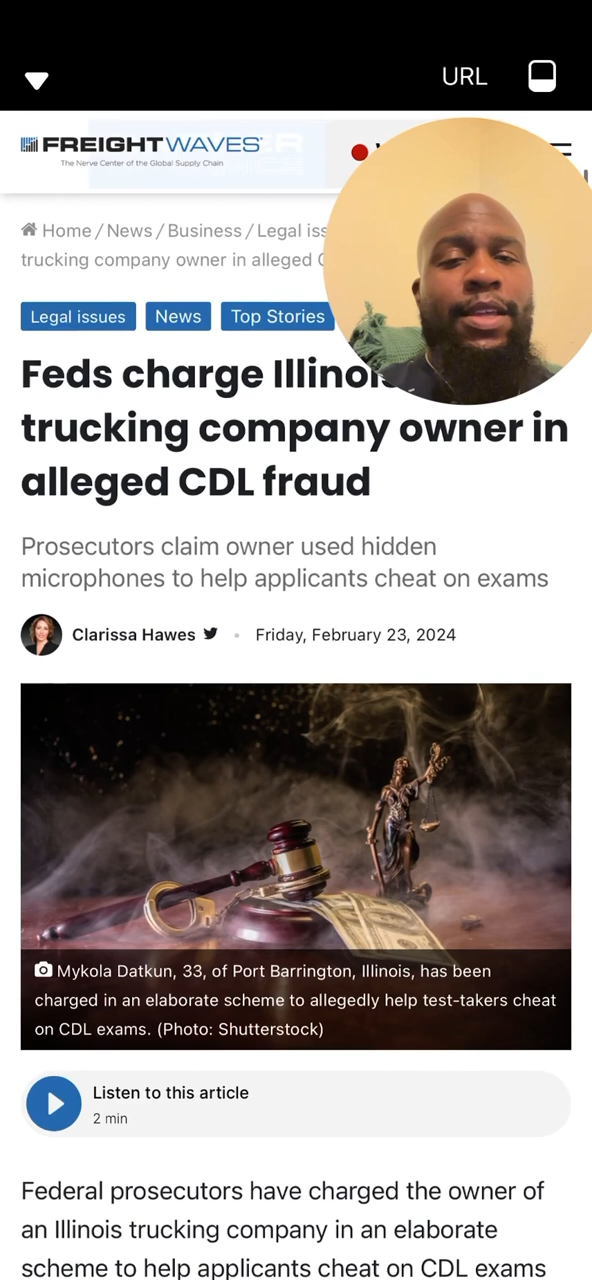 URL
FREIGHTWAVES
The Nerve Center of the Global Supply Chain
Home / News / Business / Legal
trucking company owner in alleged
Legal issues News Top Stories
Feds charge Illinois
trucking company owner in
alleged CDL fraud
Prosecutors claim owner used hidden
microphones to help applicants cheat on exams
Clarissa Hawes • Friday, February 23, 2024
Mykola Datkun, 33, of Port Barrington, Illinois, has been
charged in an elaborate scheme to allegedly help test-takers cheat
on CDL exams. (Photo: Shutterstock)
Listen to this article
2 min
Federal prosecutors have charged the owner of
an Illinois trucking company in an elaborate
scheme to help applicants cheat on CDL exams